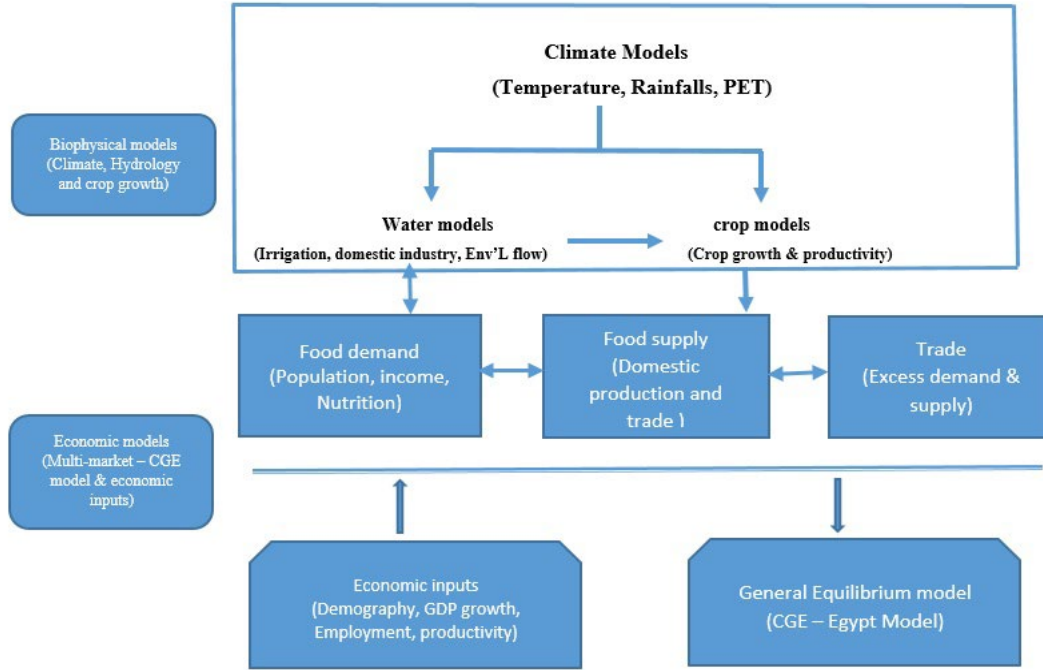 Climate Models
(Temperature, Rainfalls, PET)
Biophysical models
(Climate, Hydrology
and crop growth)
Water models
(Irrigation, domestic industry, Env’L flow)
crop models
(Crop growth & productivity)
Food demand
(Population, income,
Nutrition)
Food supply
(Domestic
production and
trade )
Trade
(Excess demand &
supply)
Economic models
(Multi-market – CGE
model & economic
inputs)
Economic inputs
(Demography, GDP growth,
Employment, productivity)
General Equilibrium model
(CGE – Egypt Model)